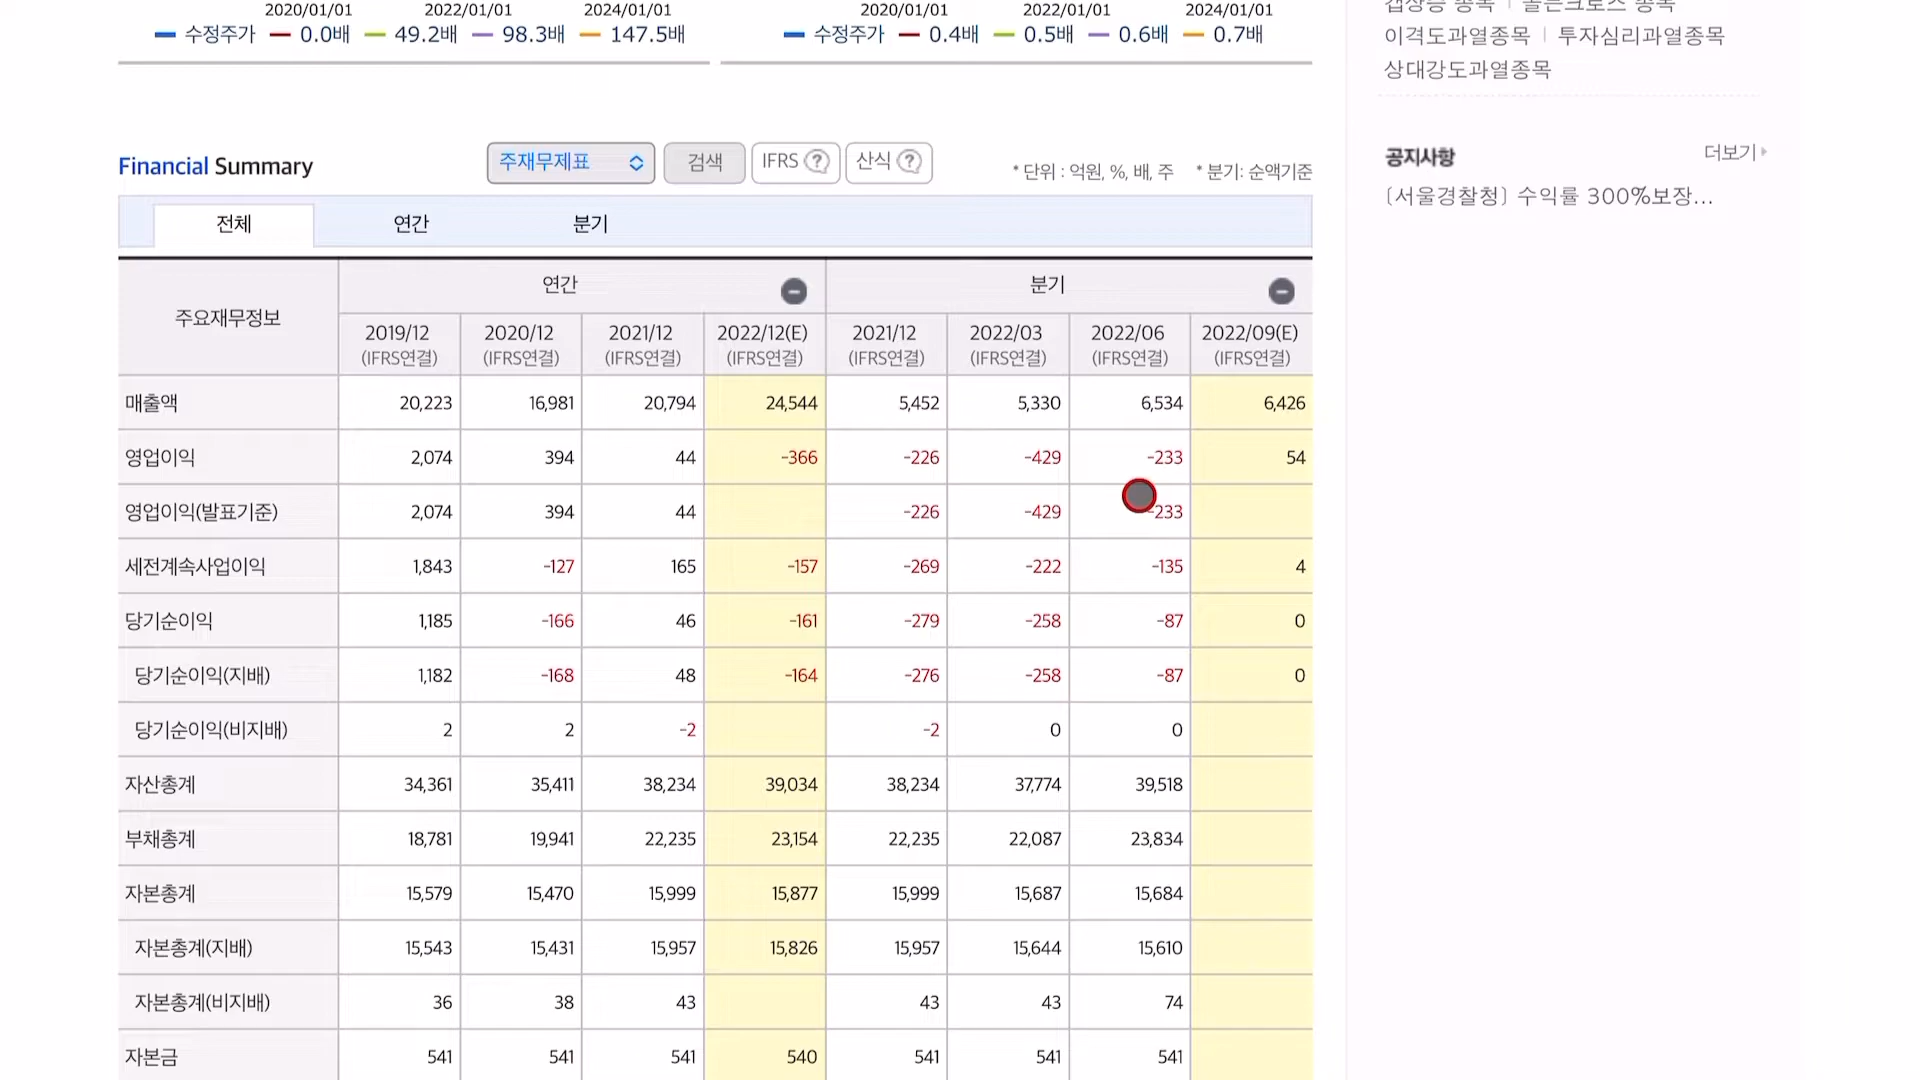 2020/01/01 2022/01/01 2024/01/01 2020/01/01 2022/01/01 2024/01/01
수정주가 0.0배 49.2배 98.3배 147.5배 수정주가 0.4배 0.5배 0.6배 0.7배
갭상승 종목 | 골든크로스 종목
이격도과열종목 | 투자심리과열종목
상대강도과열종목
공지사항 더보기
[서울경찰청] 수익률 300%보장...
Financial Summary 주재무제표 검색 IFRS ? 산식 ? * 단위 : 억원, %, 배, 주 * 분기: 순액기준
전체 연간 분기
주요재무정보 연간 분기
2019/12 2020/12 2021/12 2022/12(E) 2021/12 2022/03 2022/06 2022/09(E)
(IFRS연결) (IFRS연결) (IFRS연결) (IFRS연결) (IFRS연결) (IFRS연결) (IFRS연결) (IFRS연결)
매출액 20,223 16,981 20,794 24,544 5,452 5,330 6,534 6,426
영업이익 2,074 394 44 -366 -226 -429 -233 54
영업이익(발표기준) 2,074 394 44 -226 -429 -233
세전계속사업이익 1,843 -127 165 -157 -269 -222 -135 4
당기순이익 1,185 -166 46 -161 -279 -258 -87 0
당기순이익(지배) 1,182 -168 48 -164 -276 -258 -87 0
당기순이익(비지배) 2 2 -2 -2 0 0
자산총계 34,361 35,411 38,234 39,034 38,234 37,774 39,518
부채총계 18,781 19,941 22,235 23,154 22,235 22,087 23,834
자본총계 15,579 15,470 15,999 15,877 15,999 15,687 15,684
자본총계(지배) 15,543 15,431 15,957 15,826 15,957 15,644 15,610
자본총계(비지배) 36 38 43 43 43 74
자본금 541 541 541 540 541 541 541